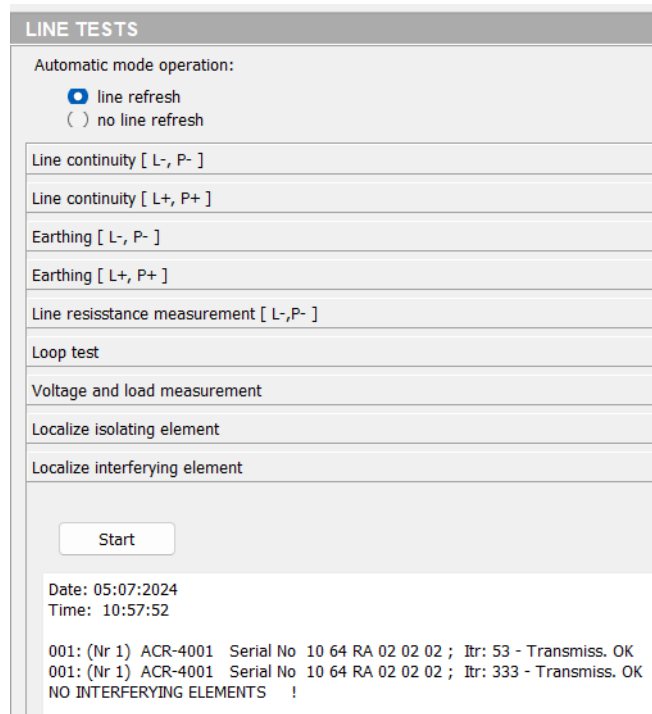 LINE TESTS
Automatic mode operation:
line refresh
no line refresh
Line continuity [ L-, P- ]
Line continuity [ L+, P+ ]
Earthing [ L-, P- ]
Earthing [ L+, P+ ]
Line resisstance measurement [ L-,P- ]
Loop test
Voltage and load measurement
Localize isolating element
Localize interferying element
Start
Date: 05:07:2024
Time: 10:57:52
001: (Nr 1) ACR-4001 Serial No 10 64 RA 02 02 02 ; Itr: 53 - Transmiss. OK
001: (Nr 1) ACR-4001 Serial No 10 64 RA 02 02 02 ; Itr: 333 - Transmiss. OK
NO INTERFERYING ELEMENTS !